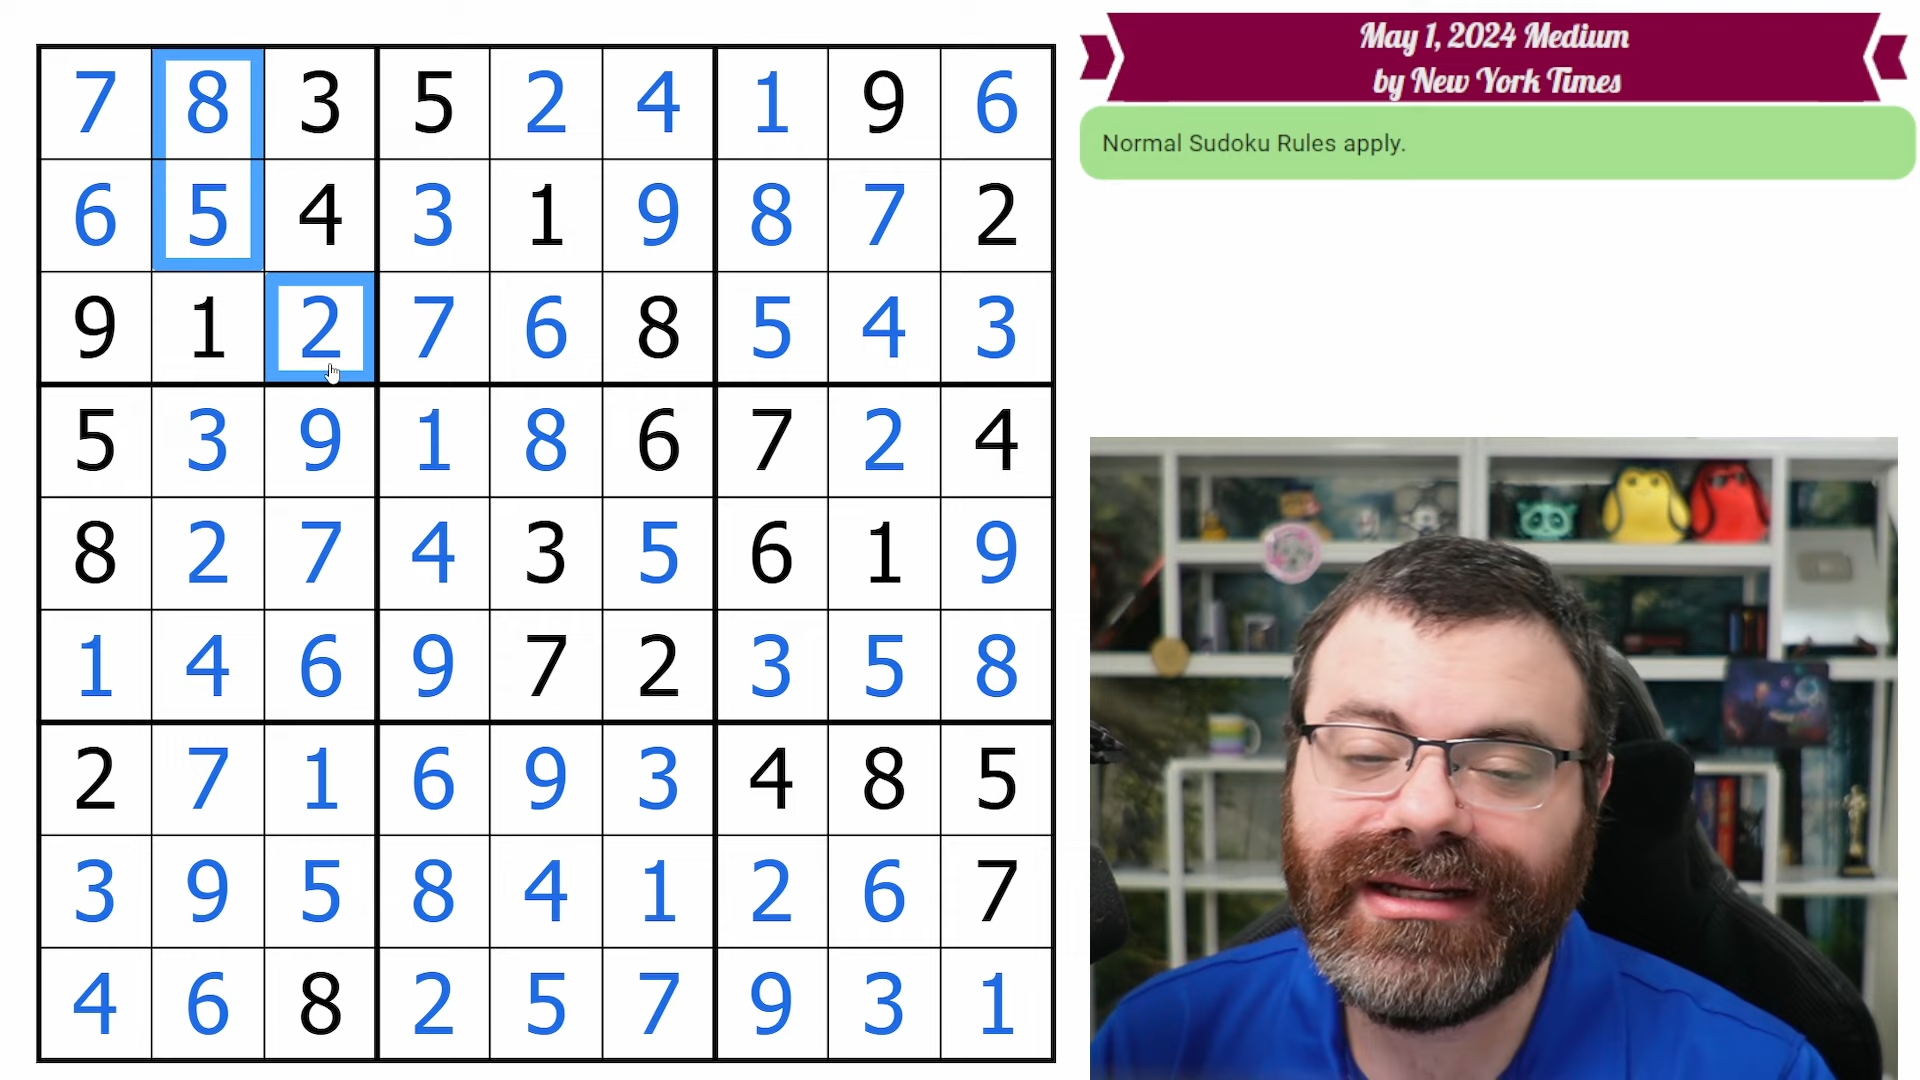 May 1, 2024 Medium
by New York Times
Normal Sudoku Rules apply.
7 8 3 5 2 4 1 9 6
6 5 4 3 1 9 8 7 2
9 1 2 7 6 8 5 4 3
5 3 9 1 8 6 7 2 4
8 2 7 4 3 5 6 1 9
1 4 6 9 7 2 3 5 8
2 7 1 6 9 3 4 8 5
3 9 5 8 4 1 2 6 7
4 6 8 2 5 7 9 3 1